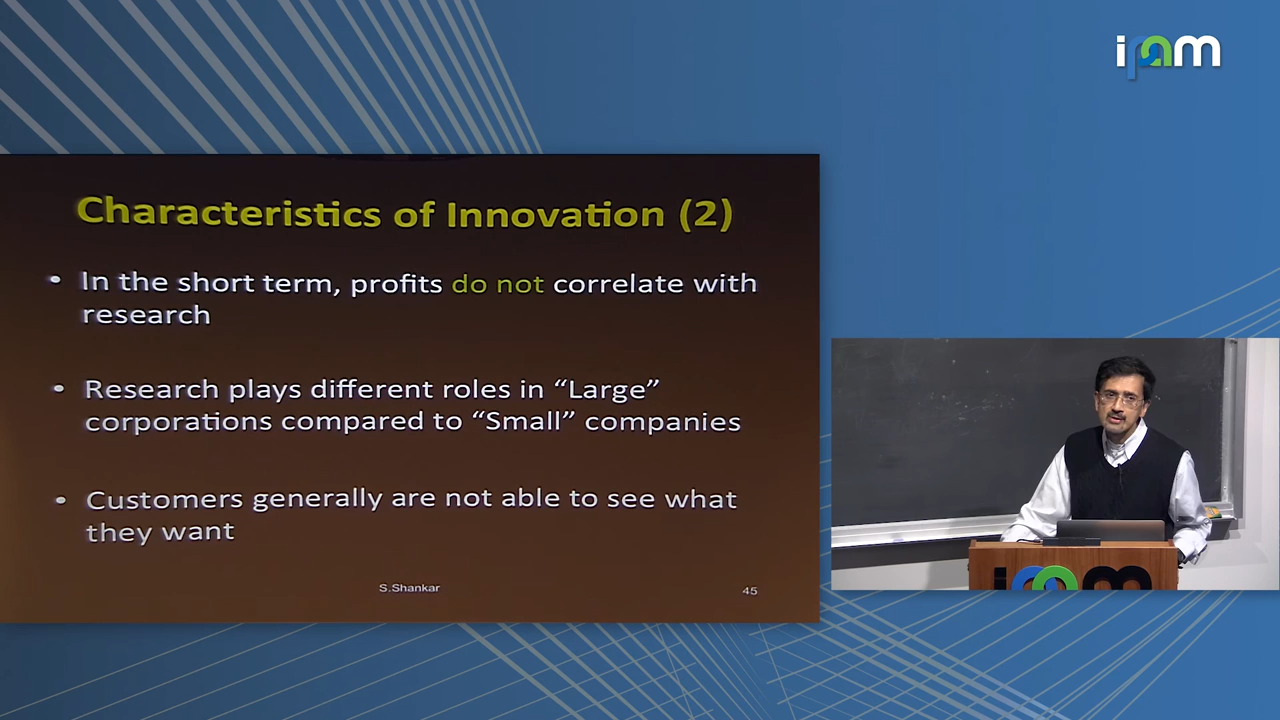 ipam
Characteristics of Innovation (2)
• In the short term, profits do not correlate with
research
• Research plays different roles in “Large”
corporations compared to “Small” companies
• Customers generally are not able to see what
they want
S.Shankar
45
ipam